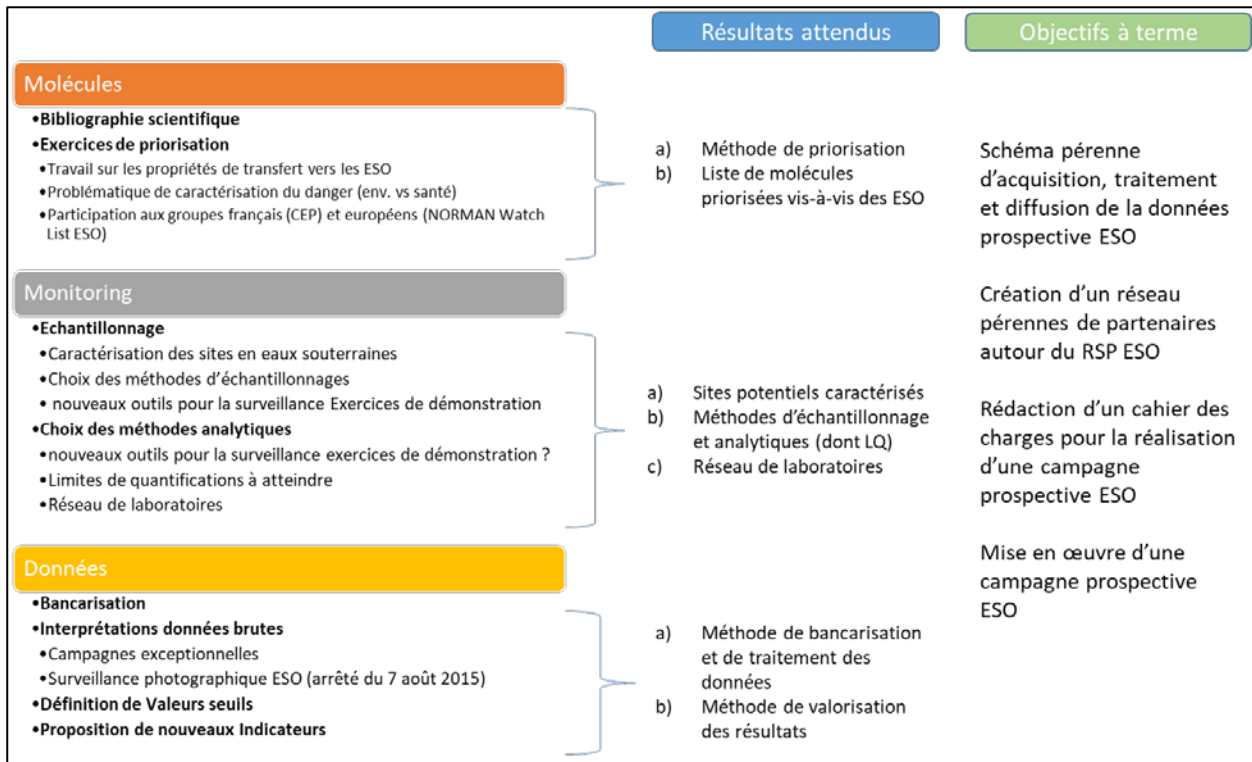 Résultats attendus
Objectifs à terme
Molécules
•Bibliographie scientifique
•Exercices de priorisation
•Travail sur les propriétés de transfert vers les ESO
•Problématique de caractérisation du danger (env. vs santé)
•Participation aux groupes français (CEP) et européens (NORMAN Watch
List ESO)
a) Méthode de priorisation
b) Liste de molécules
priorisées vis-à-vis des ESO
Monitoring
•Echantillonnage
•Caractérisation des sites en eaux souterraines
•Choix des méthodes d'échantillonnages
• nouveaux outils pour la surveillance Exercices de démonstration
•Choix des méthodes analytiques
•nouveaux outils pour la surveillance exercices de démonstration ?
•Limites de quantifications à atteindre
•Réseau de laboratoires
a) Sites potentiels caractérisés
b) Méthodes d'échantillonnage
et analytiques (dont LQ)
c) Réseau de laboratoires
Données
•Bancarisation
•Interprétations données brutes
•Campagnes exceptionnelles
•Surveillance photographique ESO (arrêté du 7 août 2015)
•Définition de Valeurs seuils
•Proposition de nouveaux Indicateurs
a) Méthode de bancarisation
et de traitement des
données
b) Méthode de valorisation
des résultats
Schéma pérenne
d'acquisition, traitement
et diffusion de la données
prospective ESO
Création d'un réseau
pérennes de partenaires
autour du RSP ESO
Rédaction d'un cahier des
charges pour la réalisation
d'une campagne
prospective ESO
Mise en œuvre d'une
campagne prospective
ESO